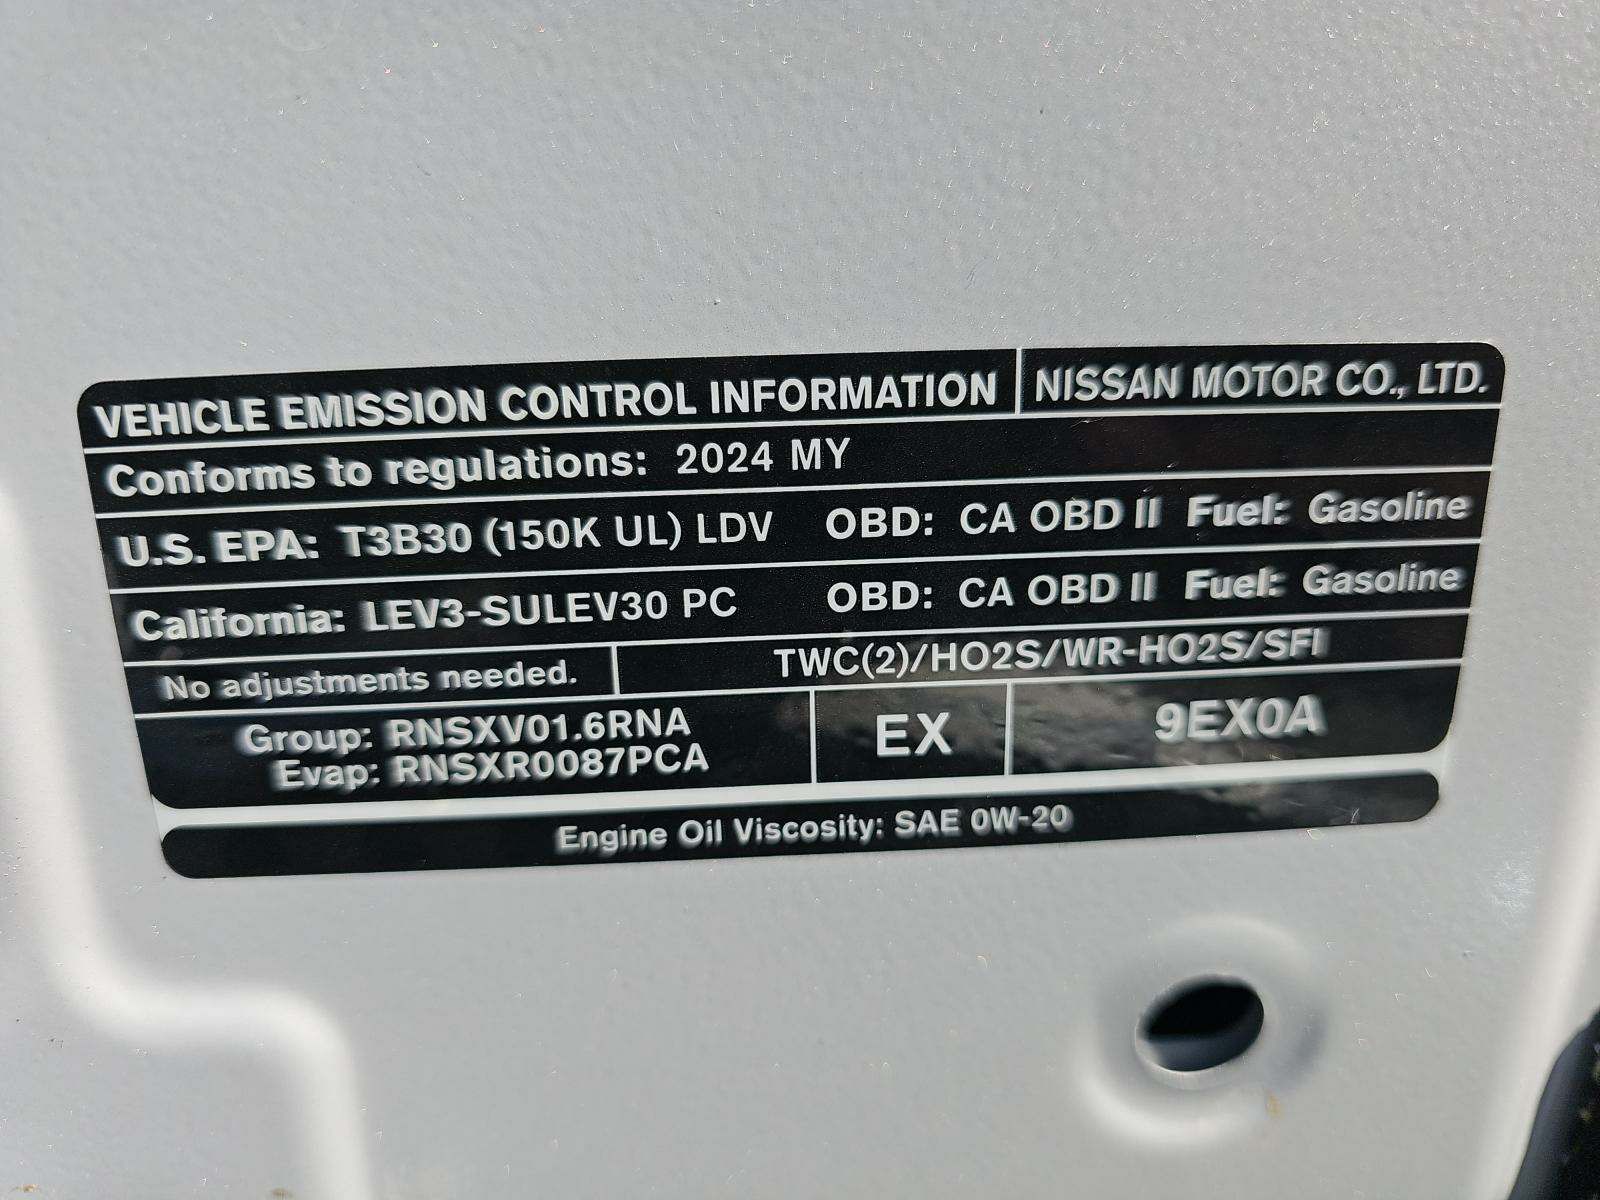 VEHICLE EMISSION CONTROL INFORMATION NISSAN MOTOR CO., LTD.
Conforms to regulations: 2024 MY
U.S. EPA: T3B30 (150K UL) LDV OBD: CA OBD II Fuel: Gasoline
California: LEV3-SULEV30 PC OBD: CA OBD II Fuel: Gasoline
No adjustments needed. TWC(2)/HO2S/WR-HO2S/SFI
Group: RNSXV01.6RNA
Evap: RNSXR0087PCA
EX
9EX0A
Engine Oil Viscosity: SAE 0W-20